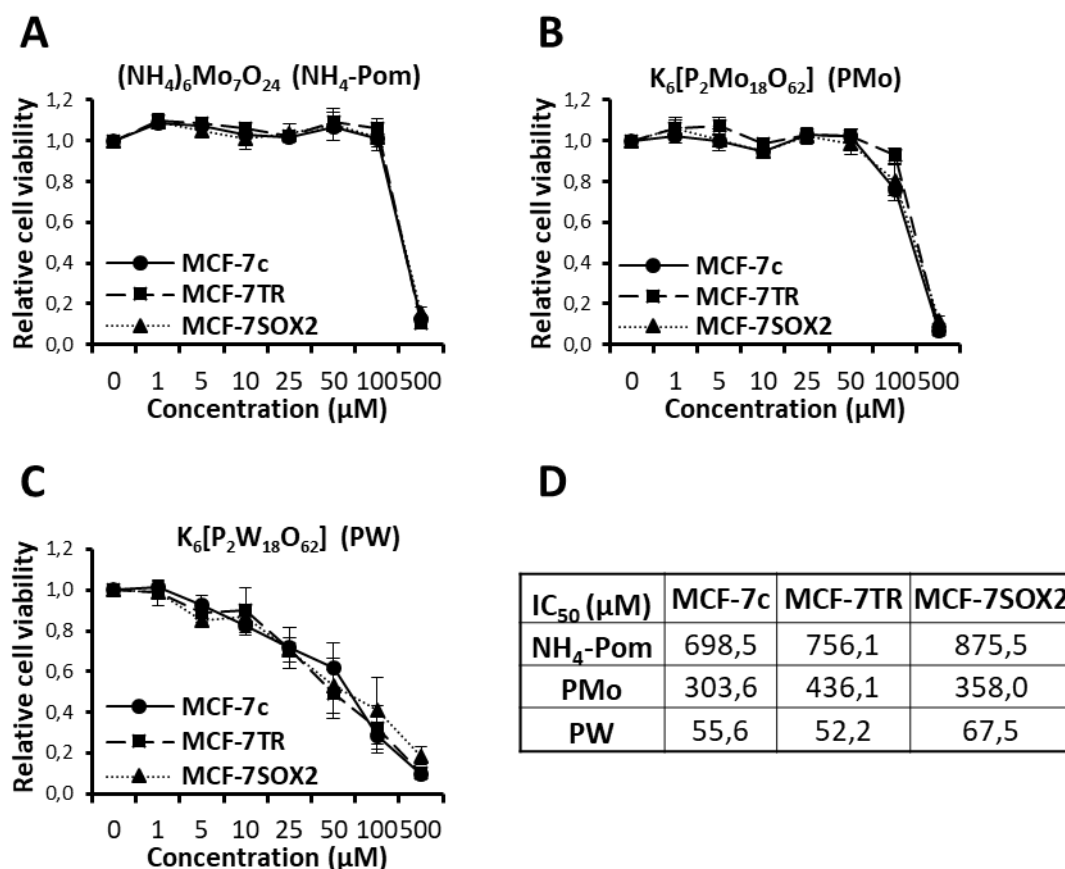 A
(NH₄)₆Mo₇O₂₄ (NH₄-Pom)
Relative cell viability
1,2
1,0
0,8
0,6
0,4
0,2
0,0
MCF-7c
MCF-7TR
MCF-7SOX2
0 1 5 10 25 50 100 500
Concentration (µM)
B
K₆[P₂Mo₁₈O₆₂] (PMo)
Relative cell viability
1,2
1,0
0,8
0,6
0,4
0,2
0,0
MCF-7c
MCF-7TR
MCF-7SOX2
0 1 5 10 25 50 100 500
Concentration (µM)
C
K₆[P₂W₁₈O₆₂] (PW)
Relative cell viability
1,2
1,0
0,8
0,6
0,4
0,2
0,0
MCF-7c
MCF-7TR
MCF-7SOX2
0 1 5 10 25 50 100 500
Concentration (µM)
D
IC₅₀ (µM) MCF-7c MCF-7TR MCF-7SOX2
NH₄-Pom 698,5 756,1 875,5
PMo 303,6 436,1 358,0
PW 55,6 52,2 67,5